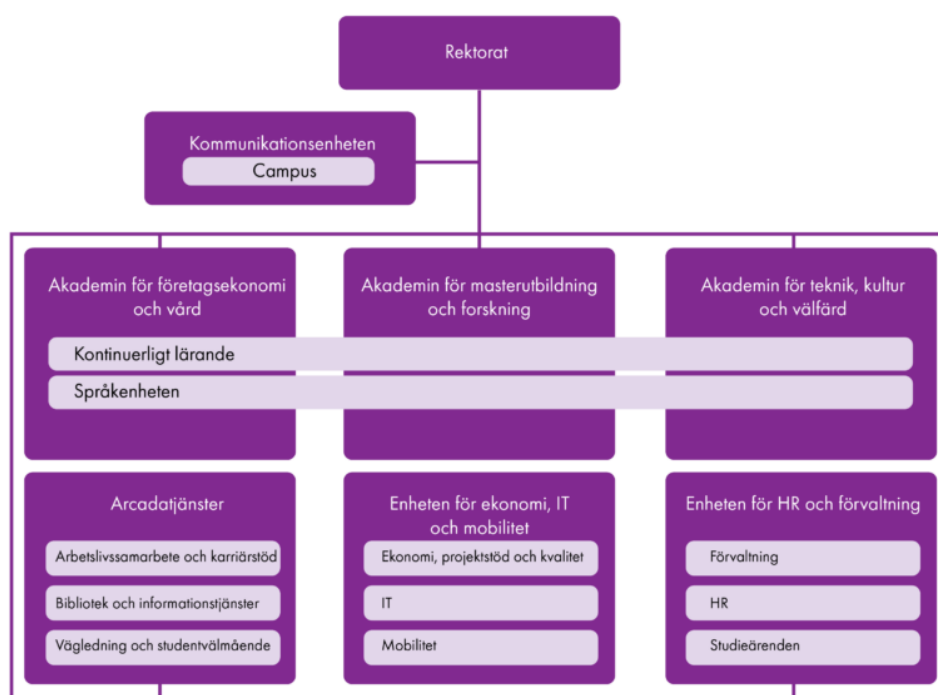 Rektorat
Kommunikationsenheten
Campus
Akademin för företagsekonomi
och vård
Akademin för masterutbildning
och forskning
Akademin för teknik, kultur
och välfärd
Kontinuerligt lärande
Språkenheten
Arcadatjänster
Arbetslivssamarbete och karriärstöd
Bibliotek och informationstjänster
Vägledning och studentvälmående
Enheten för ekonomi, IT
och mobilitet
Ekonomi, projektstöd och kvalitet
IT
Mobilitet
Enheten för HR och förvaltning
Förvaltning
HR
Studieärenden